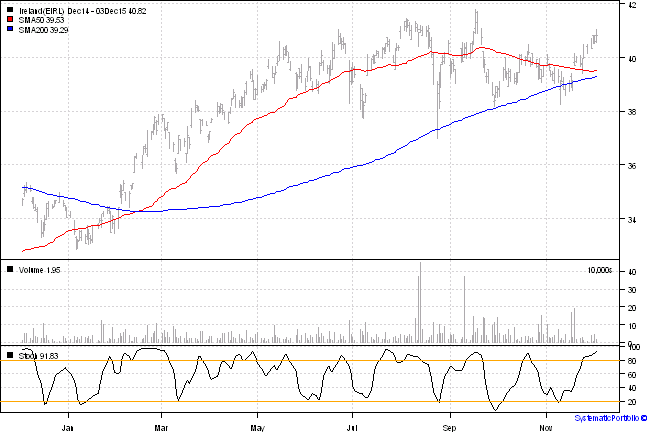 Ireland(EIRL) Dec14 - 03Dec15 40.82
SMA50 39.53
SMA200 39.29
42
40
38
36
34
Volume 1.95
10,000s
40
30
20
10
0
Stoch 91.83
100
80
60
40
20
Jan Mar May Jul Sep Nov
SystematicPortfolio ©